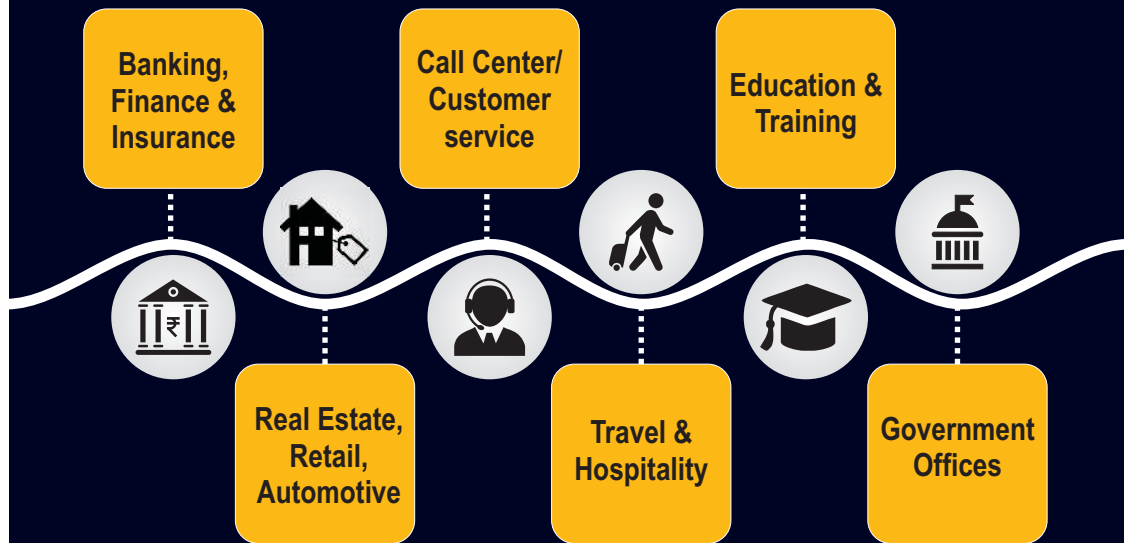 Banking,
Finance &
Insurance
Call Center/
Customer
service
Education &
Training
₹
Real Estate,
Retail,
Automotive
Travel &
Hospitality
Government
Offices